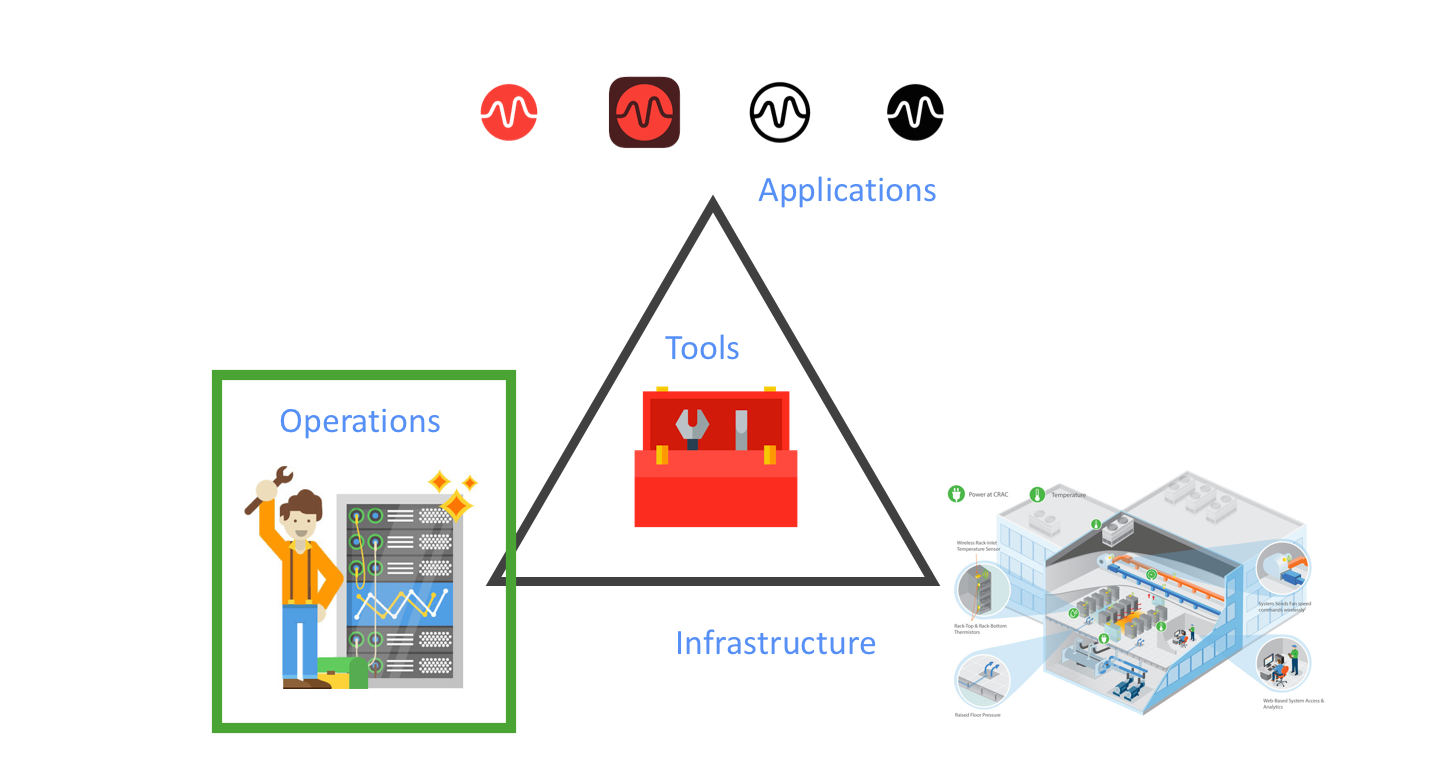 Applications
Tools
Operations
Power at CRAC
Temperature
Wireless Rack-Inlet
Temperature Sensor
System Sends Fan speed
commands wirelessly
Rack-Top & Rack-Bottom
Thermistors
Infrastructure
Web-Based System Access &
Analytics
Raised Floor Pressure